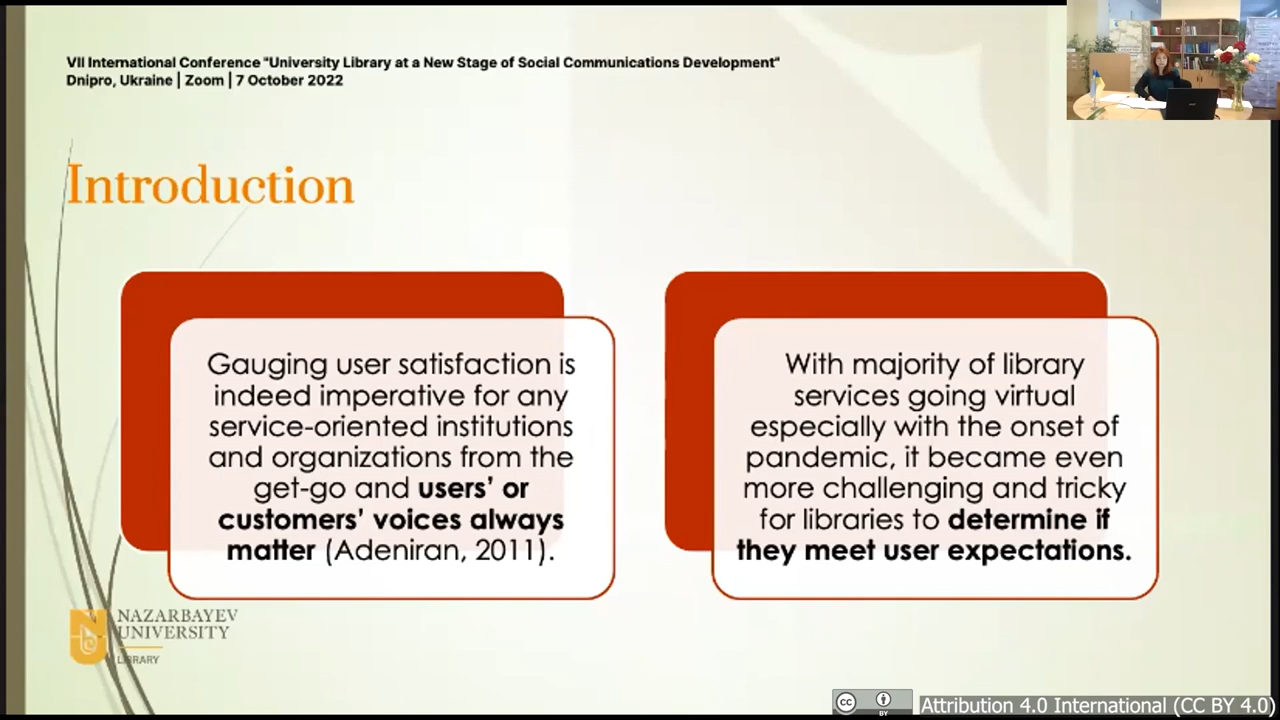 VII International Conference "University Library at a New Stage of Social Communications Development"
Dnipro, Ukraine | Zoom | 7 October 2022
Introduction
Gauging user satisfaction is
indeed imperative for any
service-oriented institutions
and organizations from the
get-go and users' or
customers' voices always
matter (Adeniran, 2011).
With majority of library
services going virtual
especially with the onset of
pandemic, it became even
more challenging and tricky
for libraries to determine if
they meet user expectations.
NAZARBAYEV
UNIVERSITY
LIBRARY
cc
BY
Attribution 4.0 International (CC BY 4.0)